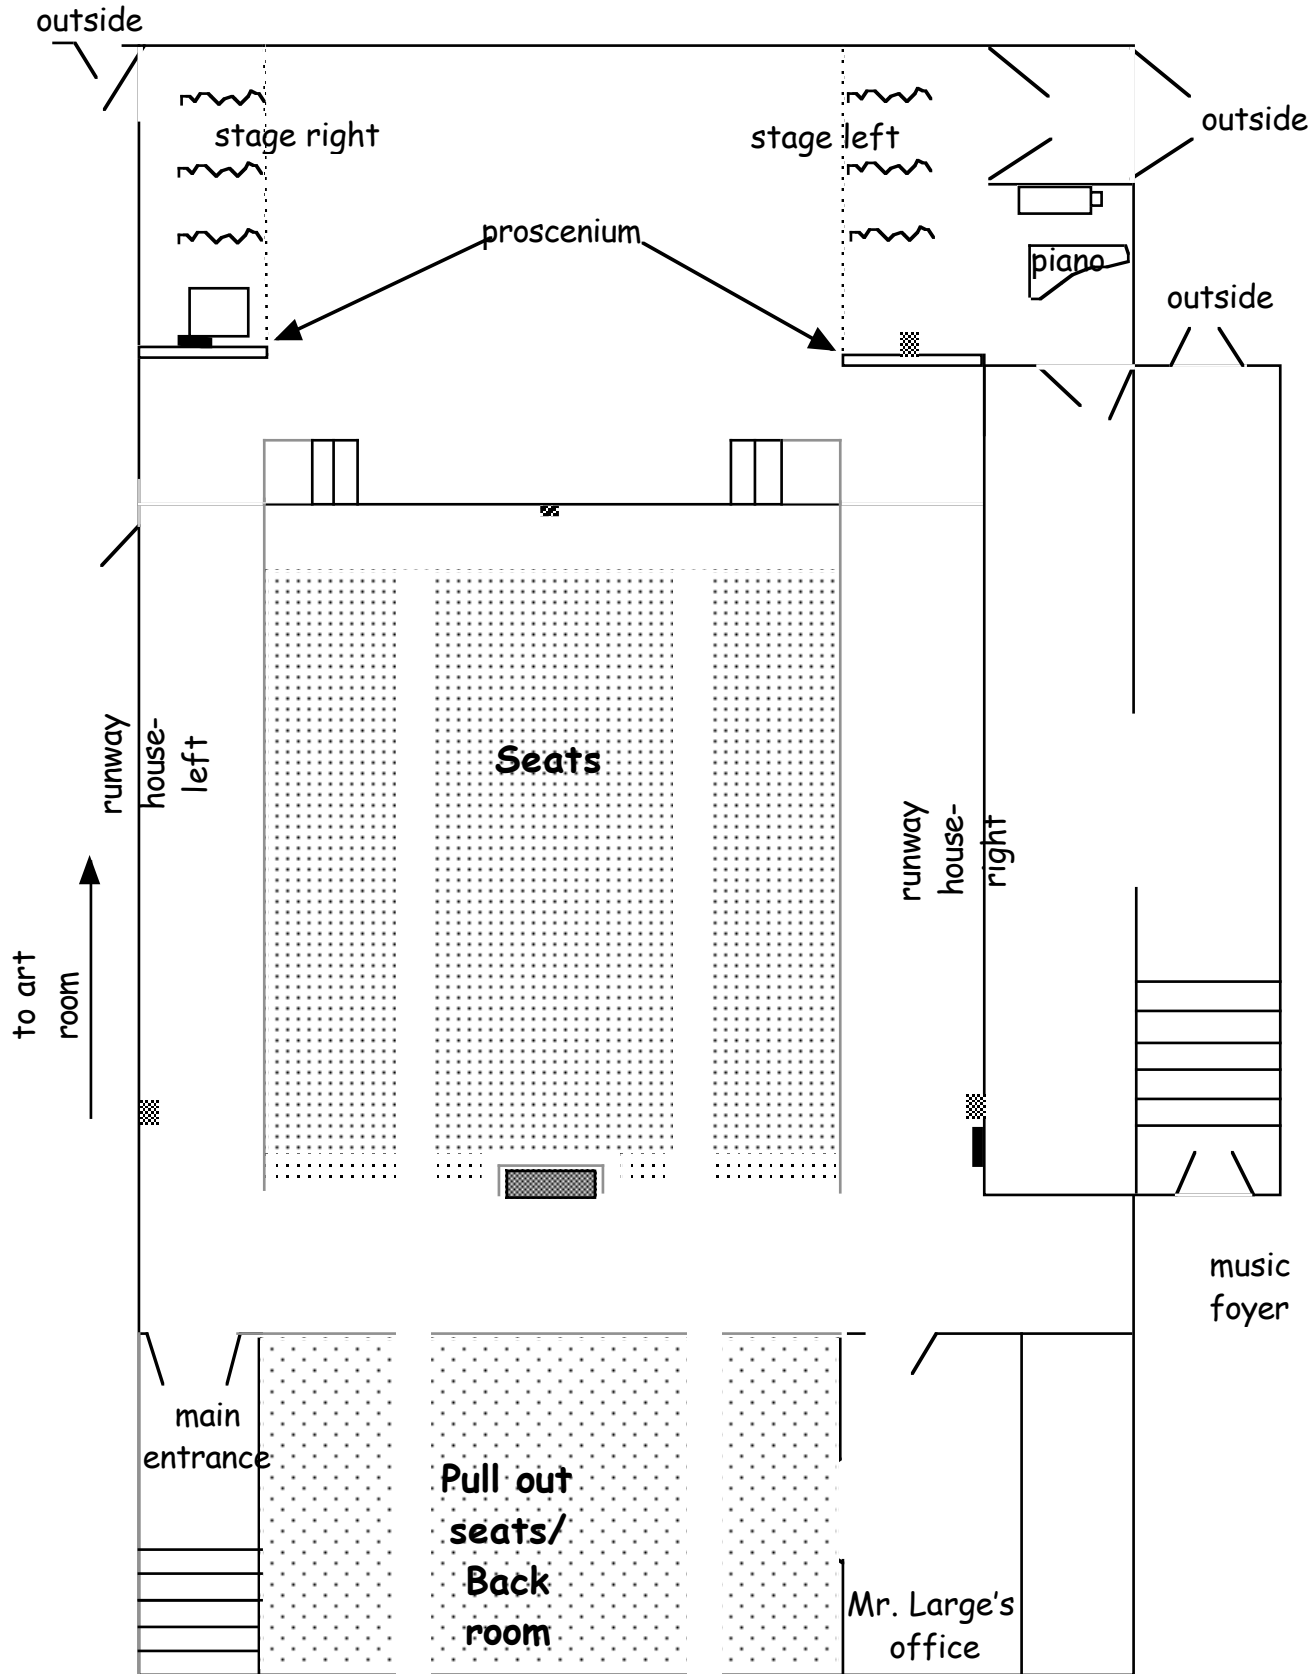 outside
outside
stage right
stage left
proscenium
piano
outside
runway
house-
left
Seats
runway
house-
right
to art
room
music
foyer
main
entrance
Pull out
seats/
Back
room
Mr. Large's
office